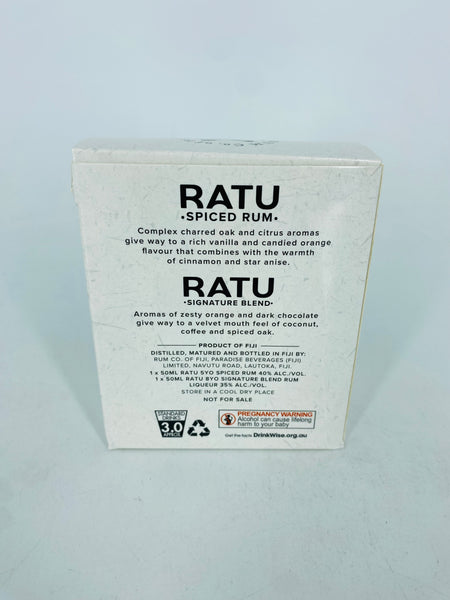 RATU
•SPICED RUM•
Complex charred oak and citrus aromas
give way to a rich vanilla and candied orange
flavour that combines with the warmth
of cinnamon and star anise.
RATU
•SIGNATURE BLEND•
Aromas of zesty orange and dark chocolate
give way to a velvet mouth feel of coconut,
coffee and spiced oak.
PRODUCT OF FIJI
DISTILLED, MATURED AND BOTTLED IN FIJI BY:
RUM CO. OF FIJI, PARADISE BEVERAGES (FIJI)
LIMITED, NAVUTU ROAD, LAUTOKA, FIJI.
1 x 50ML RATU 5YO SPICED RUM 40% ALC./VOL.
1 x 50ML RATU 8YO SIGNATURE BLEND RUM
LIQUEUR 35% ALC./VOL.
STORE IN A COOL DRY PLACE
NOT FOR SALE
STANDARD
DRINKS
3.0
APPROX.
PREGNANCY WARNING
Alcohol can cause lifelong
harm to your baby
Get the facts DrinkWise.org.au